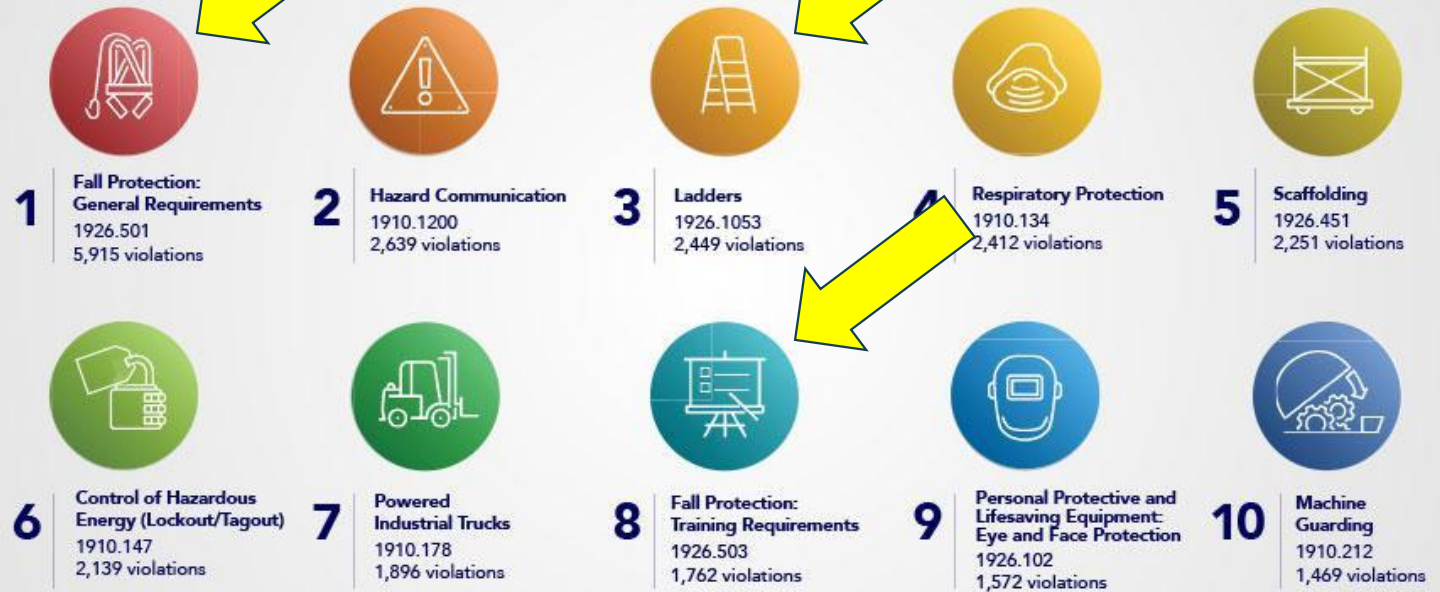 1
Fall Protection:
General Requirements
1926.501
5,915 violations
2
Hazard Communication
1910.1200
2,639 violations
3
Ladders
1926.1053
2,449 violations
4
Respiratory Protection
1910.134
2,412 violations
5
Scaffolding
1926.451
2,251 violations
6
Control of Hazardous
Energy (Lockout/Tagout)
1910.147
2,139 violations
7
Powered
Industrial Trucks
1910.178
1,896 violations
8
Fall Protection:
Training Requirements
1926.503
1,762 violations
9
Personal Protective and
Lifesaving Equipment:
Eye and Face Protection
1926.102
1,572 violations
10
Machine
Guarding
1910.212
1,469 violations